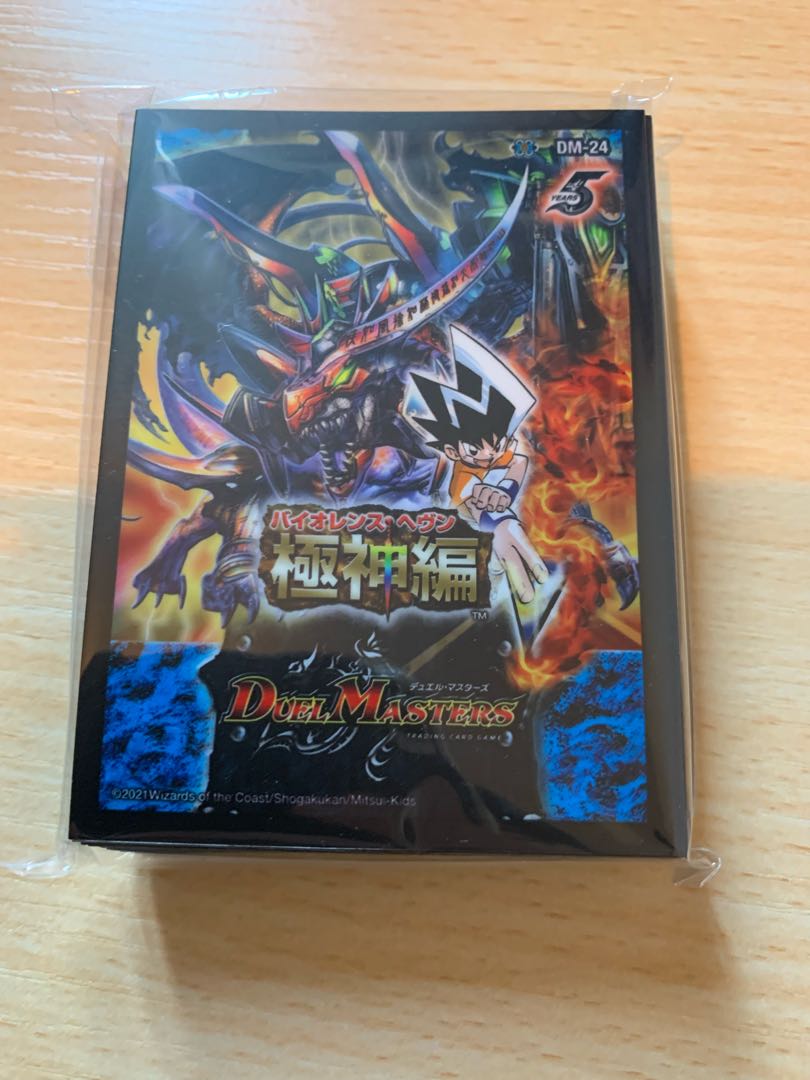 DM-24
5
YEARS
バイオレンス・ヘヴン
極神編
TM
デュエル・マスターズ
DUEL MASTERS
TRADING CARD GAME
©2021Wizards of the Coast/Shogakukan/Mitsui-Kids